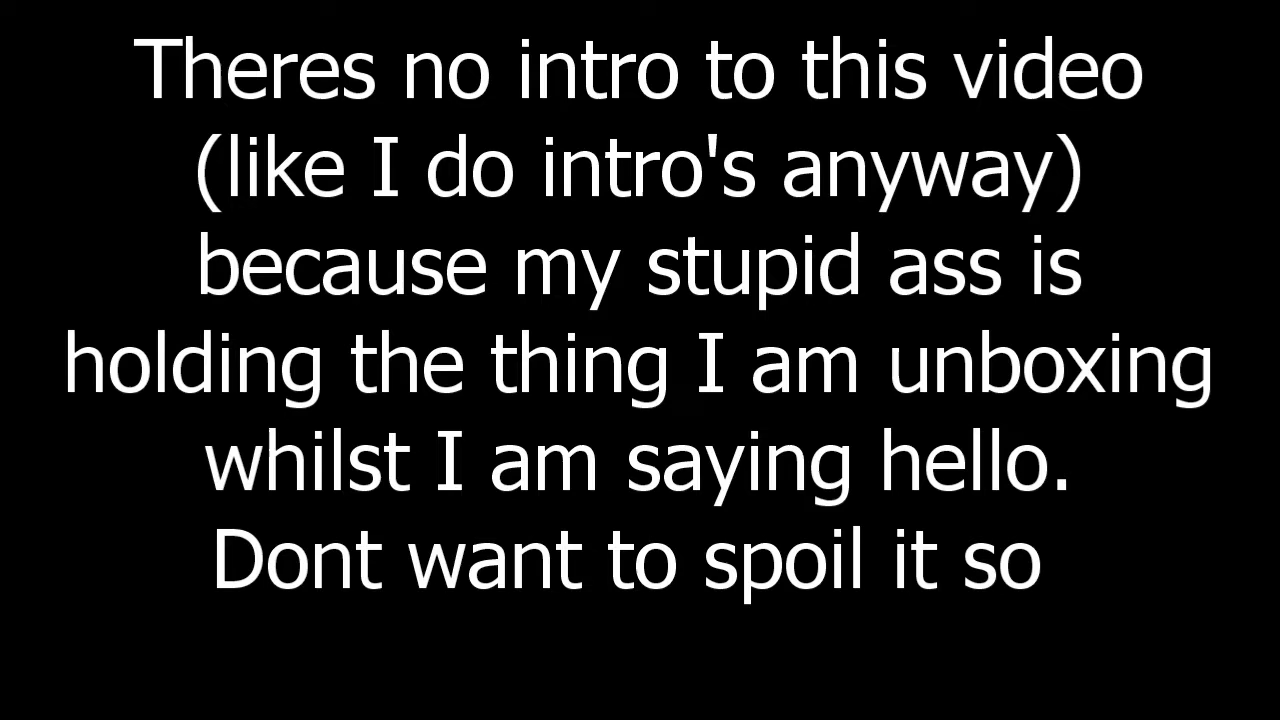 Theres no intro to this video
(like I do intro's anyway)
because my stupid ass is
holding the thing I am unboxing
whilst I am saying hello.
Dont want to spoil it so